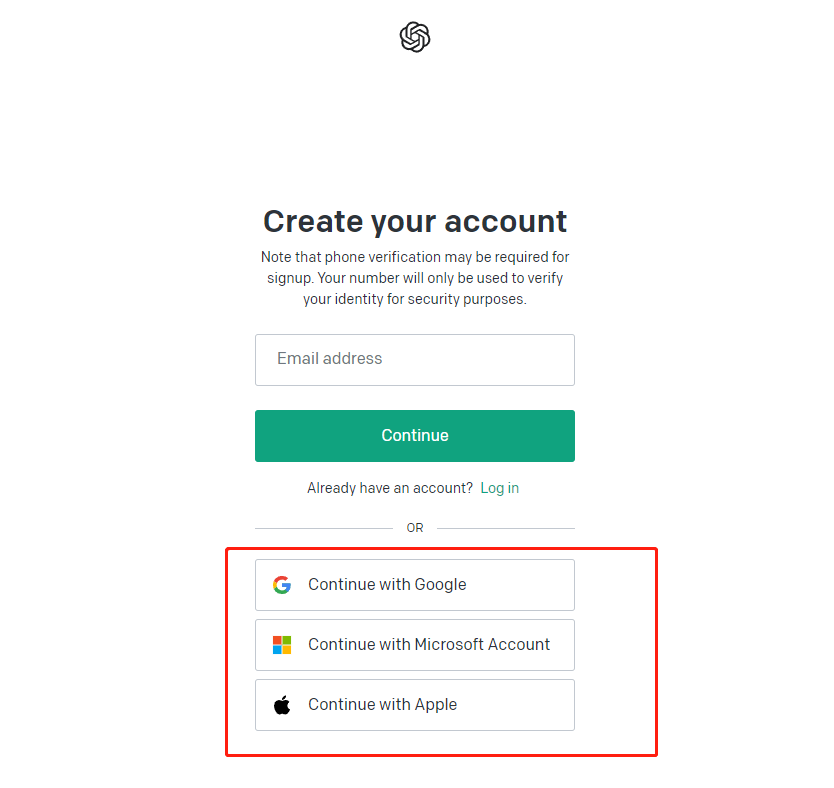 Create your account
Note that phone verification may be required for
signup. Your number will only be used to verify
your identity for security purposes.
Email address
Continue
Already have an account? Log in
OR
Continue with Google
Continue with Microsoft Account
Continue with Apple